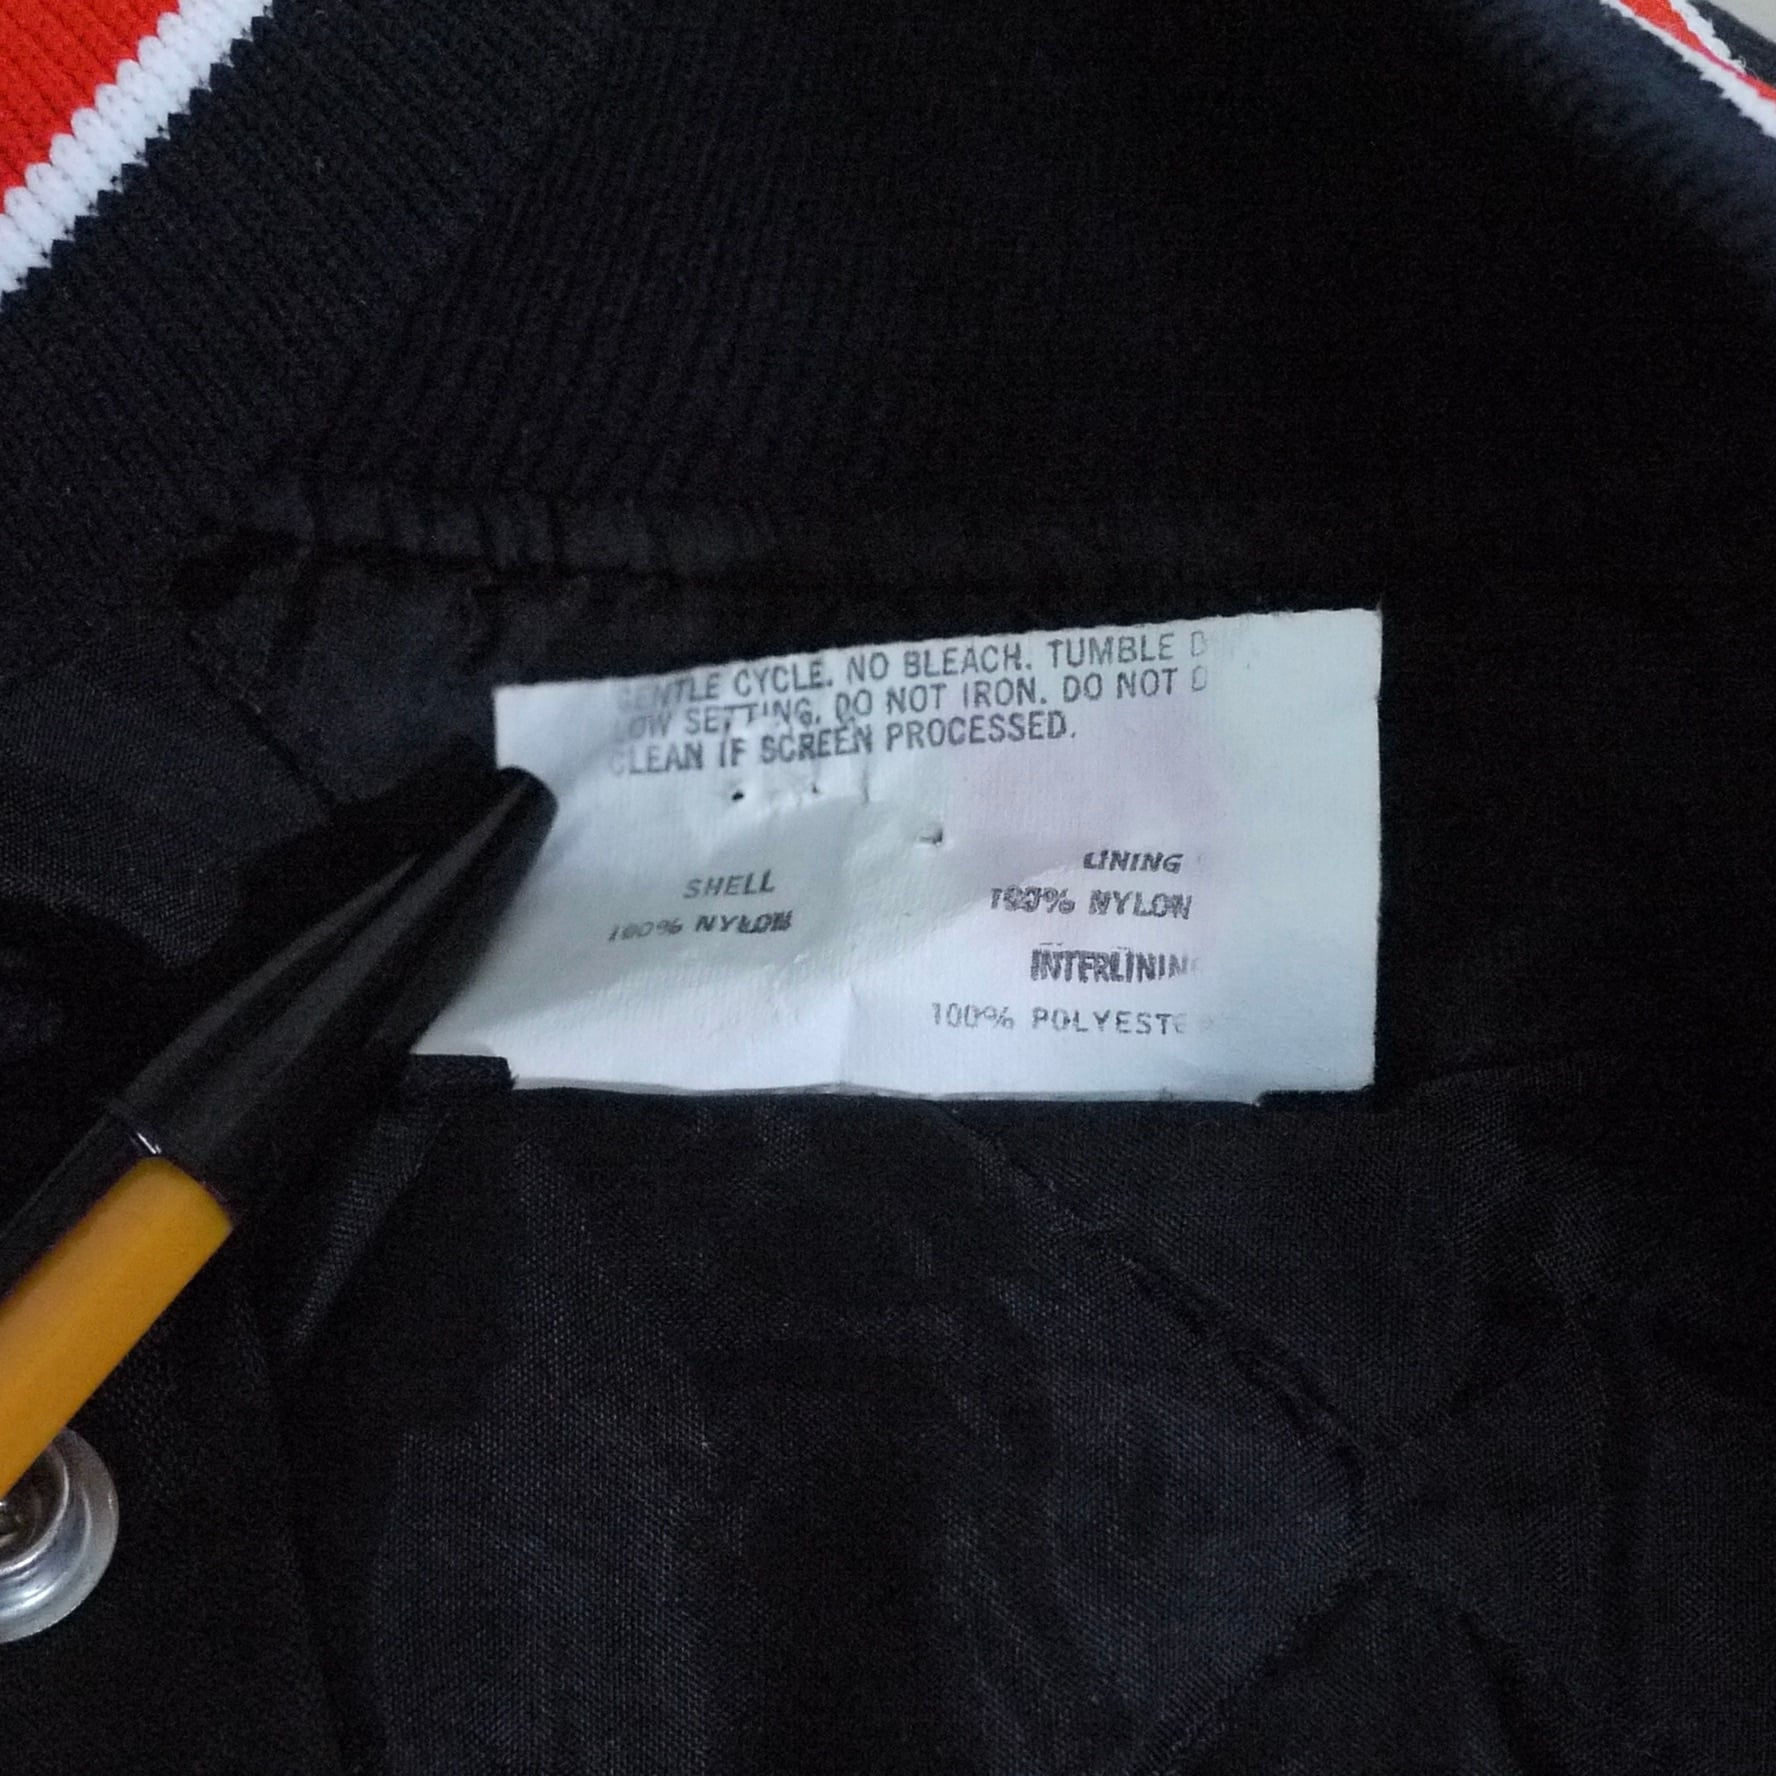 GENTLE CYCLE. NO BLEACH. TUMBLE
LOW SETTING. DO NOT IRON. DO NOT
CLEAN IF SCREEN PROCESSED.
SHELL
100% NYLON
LINING
100% NYLON
INTERLINING
100% POLYESTER